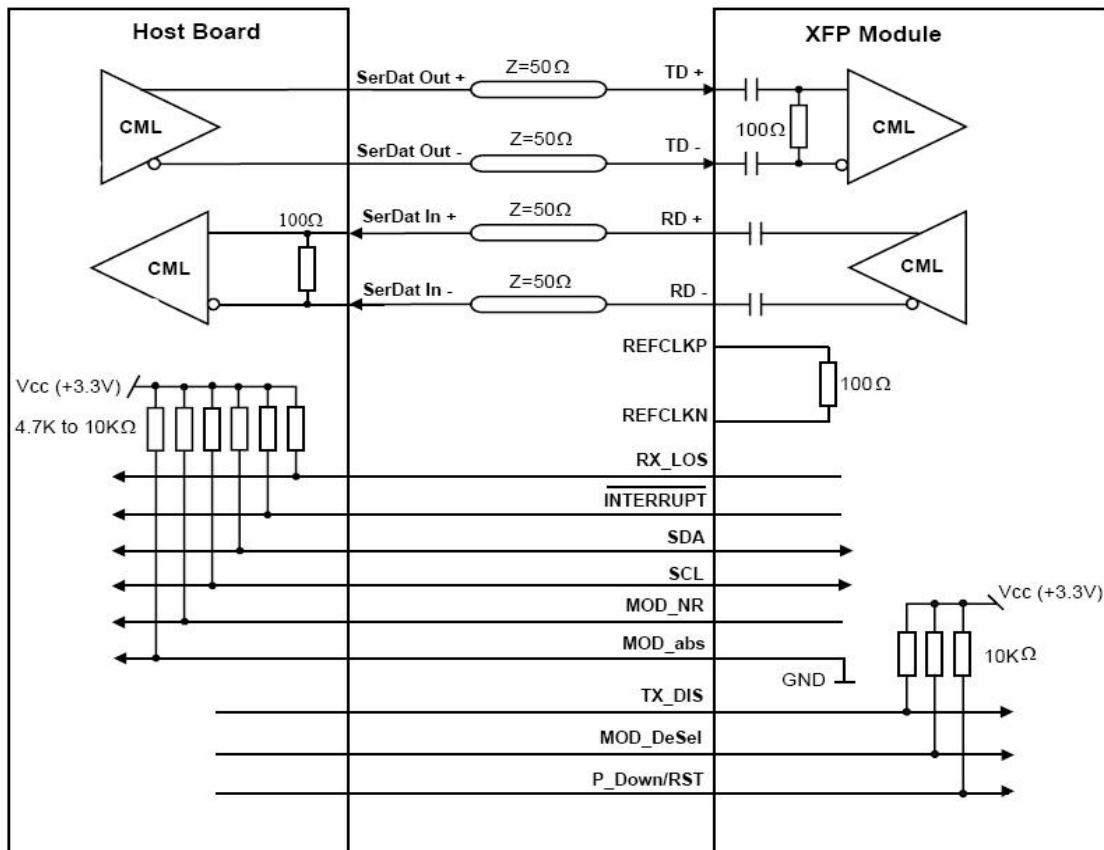 Host Board
XFP Module
SerDat Out +
Z=50Ω
TD +
CML
100Ω
CML
SerDat Out -
Z=50Ω
TD -
100Ω
SerDat In +
Z=50Ω
RD +
CML
CML
SerDat In -
Z=50Ω
RD -
REFCLKP
Vcc (+3.3V)
100Ω
4.7K to 10KΩ
REFCLKN
RX_LOS
INTERRUPT
SDA
SCL
Vcc (+3.3V)
MOD_NR
MOD_abs
10KΩ
GND
TX_DIS
MOD_DeSel
P_Down/RST